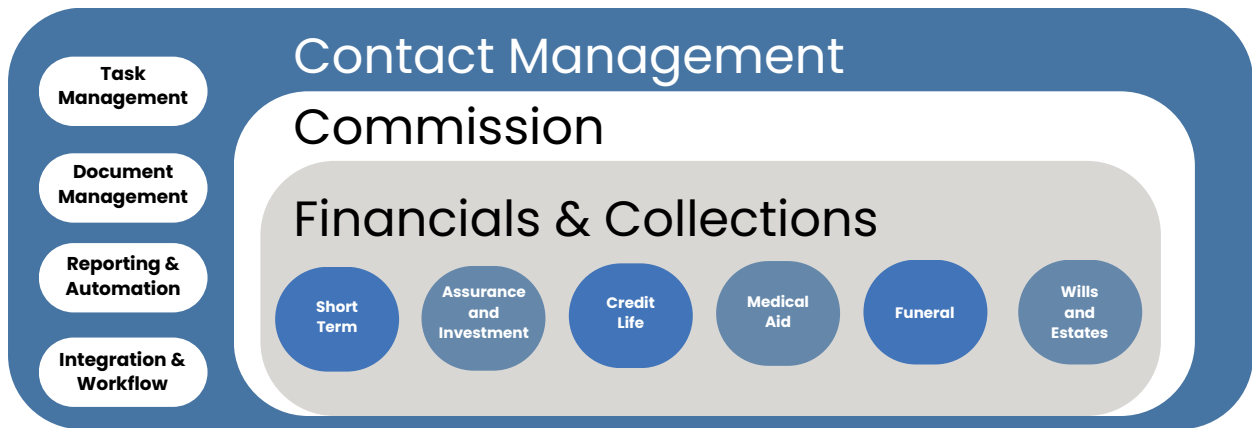 Contact Management
Task
Management
Document
Management
Reporting &
Automation
Integration &
Workflow
Commission
Financials & Collections
Short
Term
Assurance
and
Investment
Credit
Life
Medical
Aid
Funeral
Wills
and
Estates